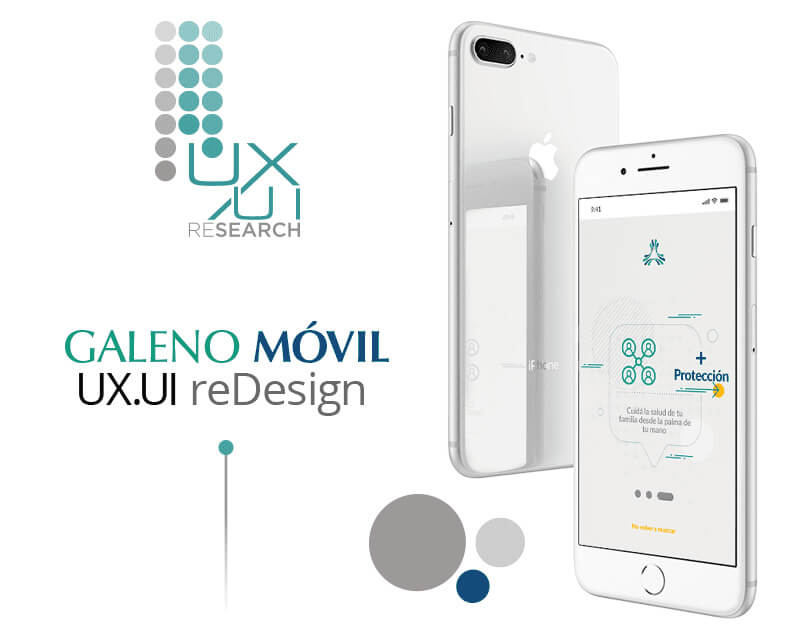 UX
UI
RESEARCH
GALENO MÓVIL
UX.UI reDesign
iPhone
9:41
+
Protección
Cuidá la salud de tu
familia desde la palma de
tu mano
No volver a mostrar